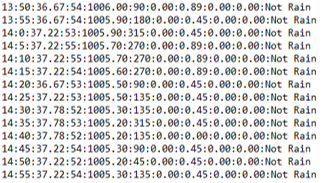 13:50:36.67:54:1006.00:90:0.00:0.89:0.00:0.00:Not Rain
13:55:36.67:54:1005.90:180:0.00:0.45:0.00:0.00:Not Rain
14:0:37.22:53:1005.90:315:0.00:0.45:0.00:0.00:Not Rain
14:5:37.22:55:1005.70:270:0.00:0.89:0.00:0.00:Not Rain
14:10:37.22:55:1005.70:270:0.00:0.89:0.00:0.00:Not Rain
14:15:37.22:54:1005.60:270:0.00:0.89:0.00:0.00:Not Rain
14:20:36.67:53:1005.50:90:0.00:0.45:0.00:0.00:Not Rain
14:25:37.22:53:1005.50:135:0.00:0.45:0.00:0.00:Not Rain
14:30:37.78:52:1005.30:135:0.00:0.45:0.00:0.00:Not Rain
14:35:37.78:53:1005.20:315:0.00:0.45:0.00:0.00:Not Rain
14:40:37.78:52:1005.20:135:0.00:0.00:0.00:0.00:Not Rain
14:45:37.22:54:1005.30:90:0.00:0.45:0.00:0.00:Not Rain
14:50:37.22:52:1005.20:45:0.00:0.45:0.00:0.00:Not Rain
14:55:37.22:54:1005.30:135:0.00:0.45:0.00:0.00:Not Rain